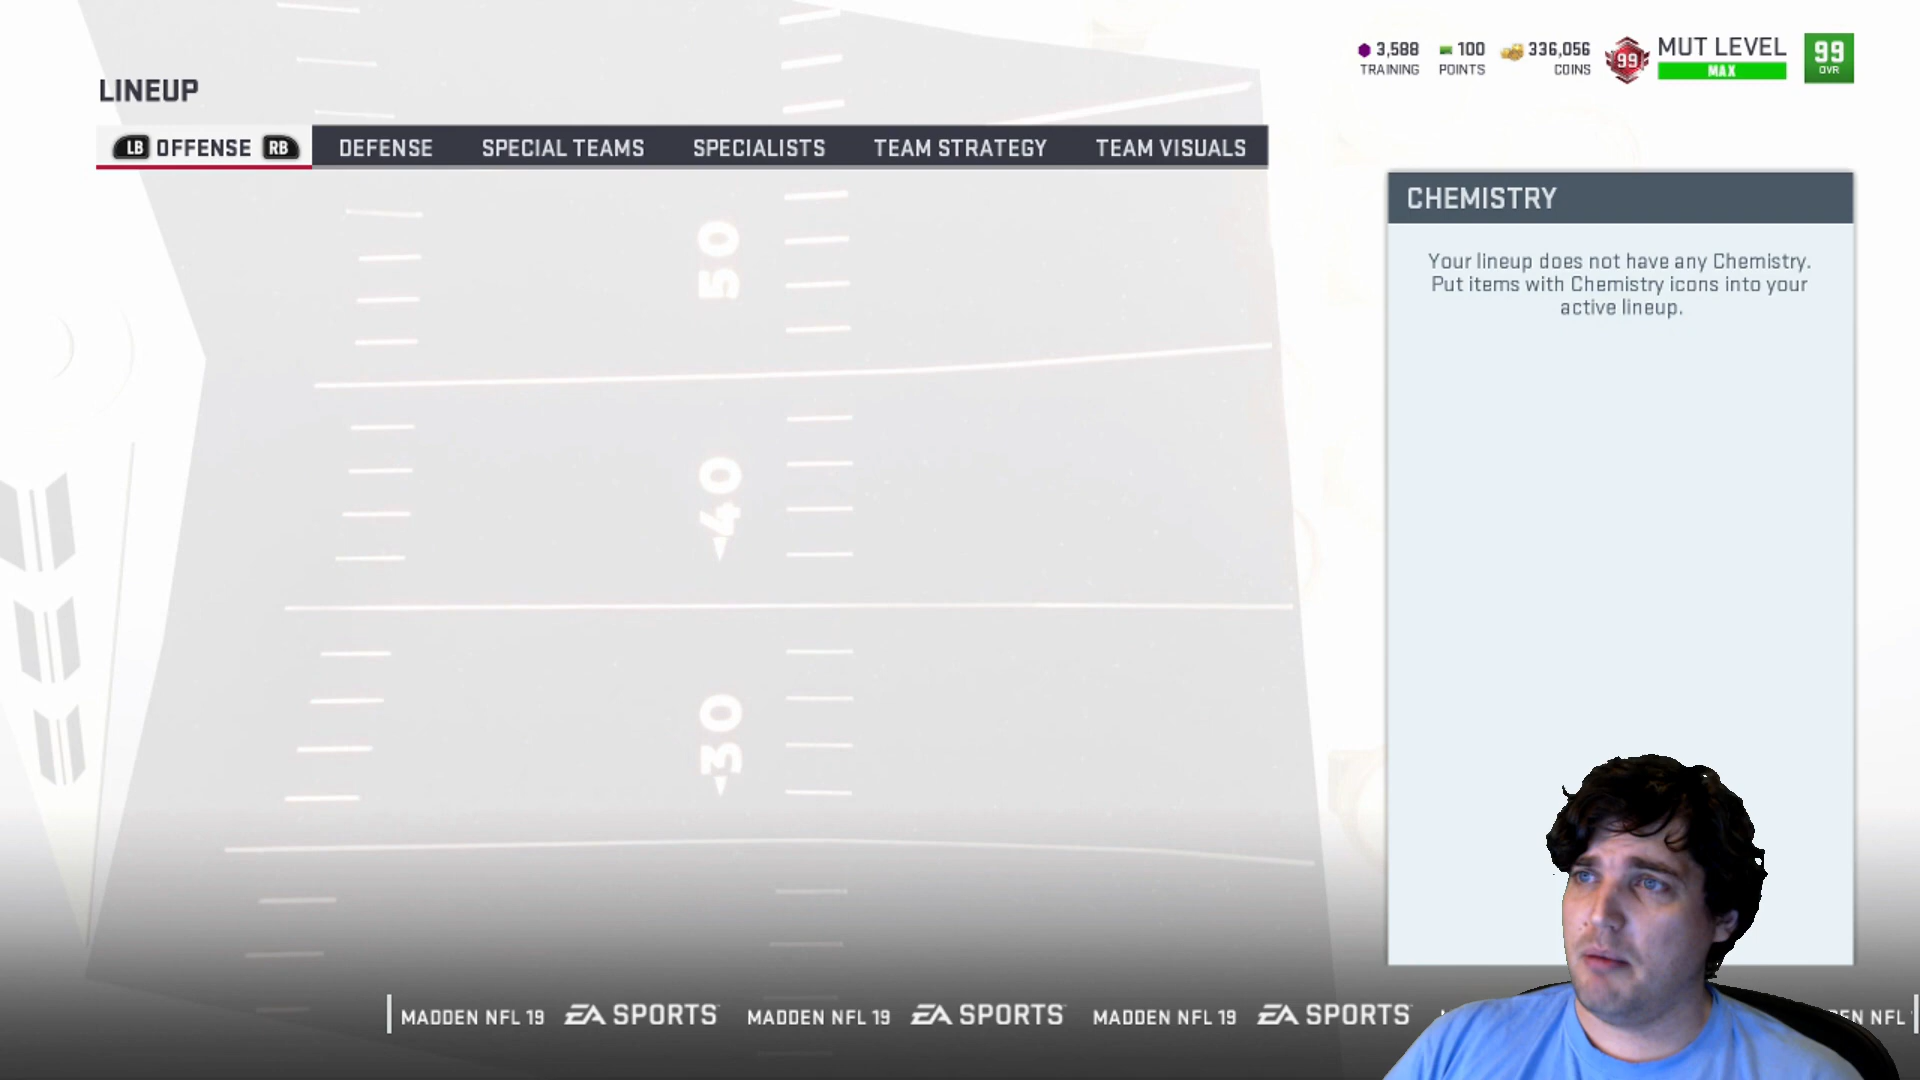 LINEUP
3,588 TRAINING
100 POINTS
336,056 COINS
99
MUT LEVEL
MAX
99 OVR
LB OFFENSE RB DEFENSE SPECIAL TEAMS SPECIALISTS TEAM STRATEGY TEAM VISUALS
50
40
30
CHEMISTRY
Your lineup does not have any Chemistry.
Put items with Chemistry icons into your
active lineup.
MADDEN NFL 19 EA SPORTS MADDEN NFL 19 EA SPORTS MADDEN NFL 19 EA SPORTS NFL